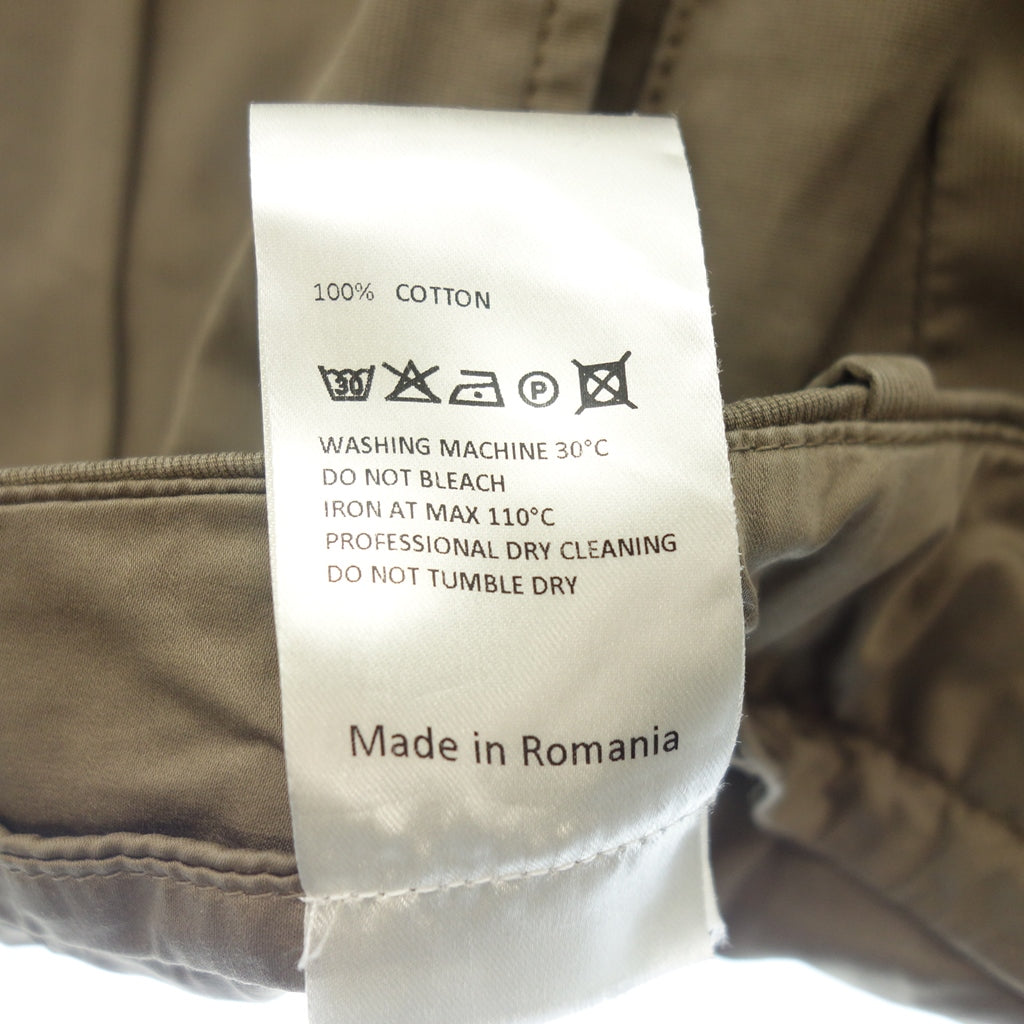 100% COTTON
30 P
WASHING MACHINE 30°C
DO NOT BLEACH
IRON AT MAX 110°C
PROFESSIONAL DRY CLEANING
DO NOT TUMBLE DRY
Made in Romania